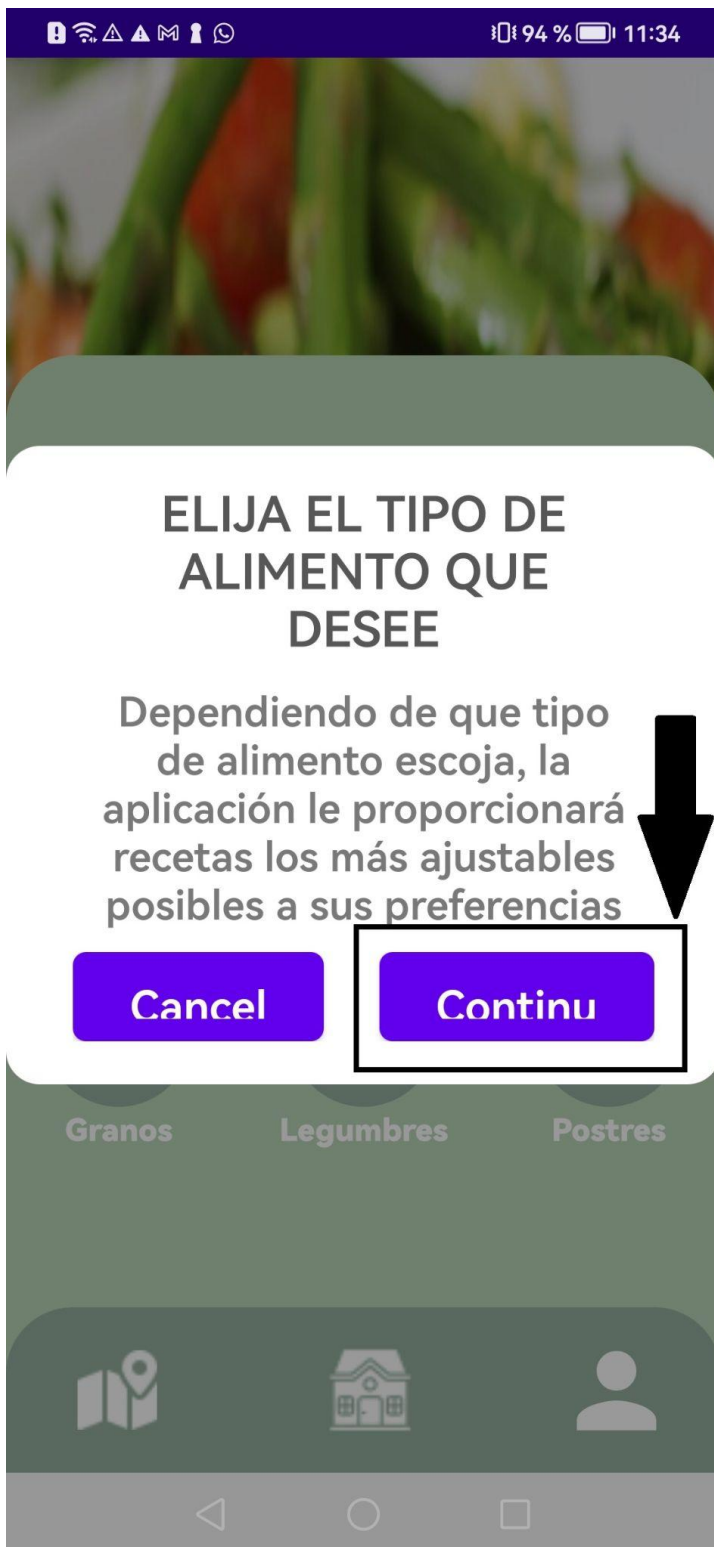 94 % 11:34
ELIJA EL TIPO DE
ALIMENTO QUE
DESEE
Dependiendo de que tipo
de alimento escoja, la
aplicación le proporcionará
recetas los más ajustables
posibles a sus preferencias
Cancel Continu
Granos Legumbres Postres